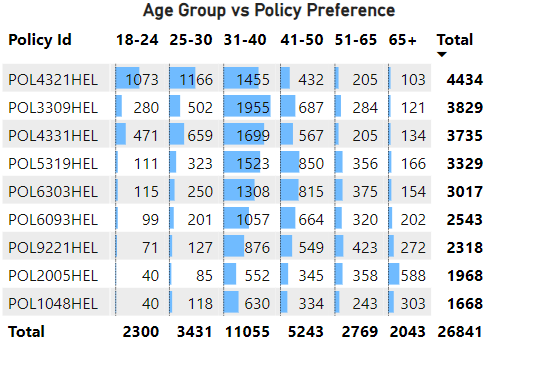 Age Group vs Policy Preference
Policy Id 18-24 25-30 31-40 41-50 51-65 65+ Total
POL4321HEL 1073 1166 1455 432 205 103 4434
POL3309HEL 280 502 1955 687 284 121 3829
POL4331HEL 471 659 1699 567 205 134 3735
POL5319HEL 111 323 1523 850 356 166 3329
POL6303HEL 115 250 1308 815 375 154 3017
POL6093HEL 99 201 1057 664 320 202 2543
POL9221HEL 71 127 876 549 423 272 2318
POL2005HEL 40 85 552 345 358 588 1968
POL1048HEL 40 118 630 334 243 303 1668
Total 2300 3431 11055 5243 2769 2043 26841